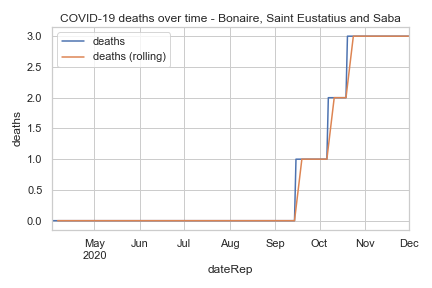 COVID-19 deaths over time - Bonaire, Saint Eustatius and Saba
deaths
deaths (rolling)
3.0
2.5
2.0
1.5
1.0
0.5
0.0
deaths
May Jun Jul Aug Sep Oct Nov Dec
2020
dateRep